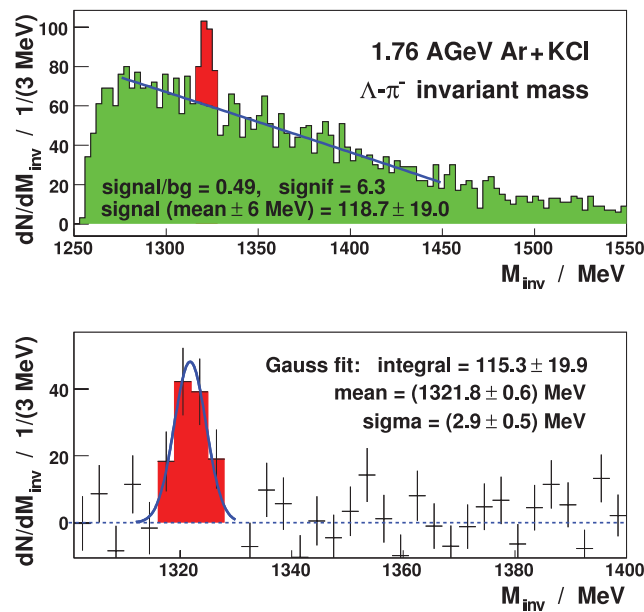 dN/dM_inv / 1/(3 MeV)
100
80
60
40
20
0
1.76 AGeV Ar+KCl
Λ-π⁻ invariant mass
signal/bg = 0.49, signif = 6.3
signal (mean ± 6 MeV) = 118.7 ± 19.0
1250 1300 1350 1400 1450 1500 1550
M_inv / MeV
dN/dM_inv / 1/(3 MeV)
40
20
0
Gauss fit: integral = 115.3 ± 19.9
mean = (1321.8 ± 0.6) MeV
sigma = (2.9 ± 0.5) MeV
1320 1340 1360 1380 1400
M_inv / MeV